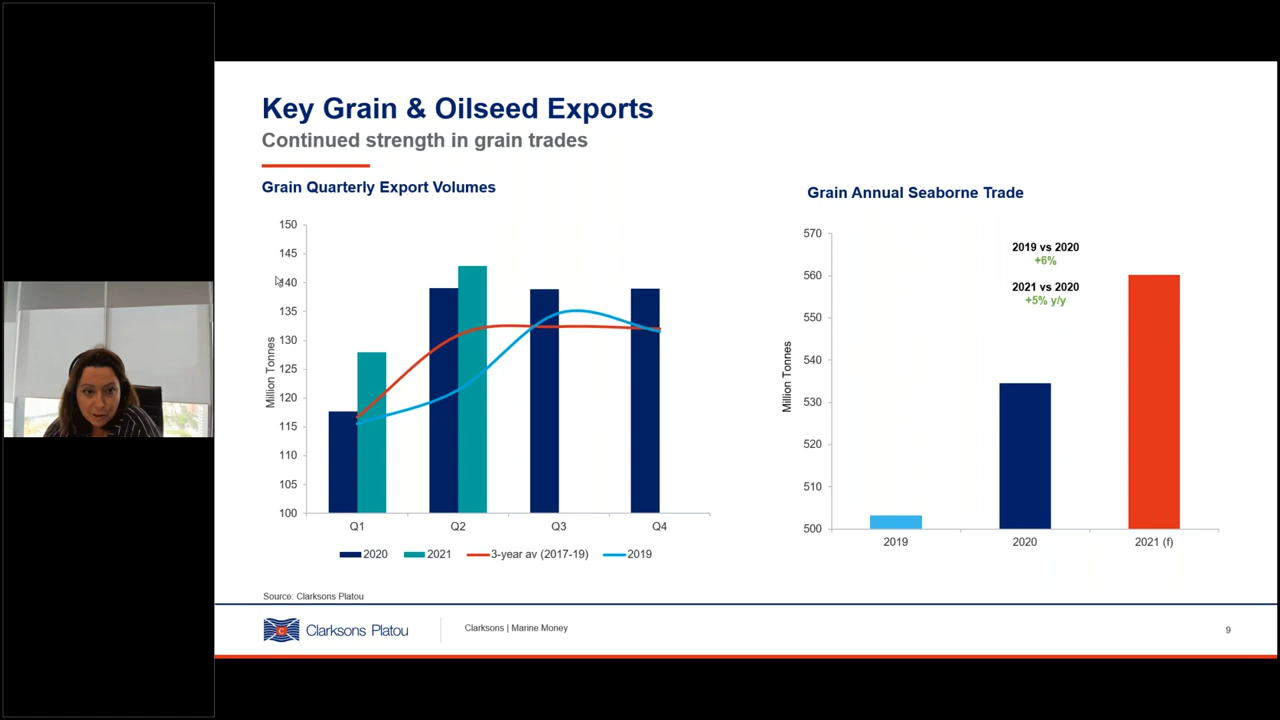 Key Grain & Oilseed Exports
Continued strength in grain trades
Grain Quarterly Export Volumes
Million Tonnes
150
145
140
135
130
125
120
115
110
105
100
Q1 Q2 Q3 Q4
2020 2021 3-year av (2017-19) 2019
Grain Annual Seaborne Trade
Million Tonnes
570
560
550
540
530
520
510
500
2019 vs 2020
+6%
2021 vs 2020
+5% y/y
2019 2020 2021 (f)
Source: Clarksons Platou
Clarksons Platou
Clarksons | Marine Money
9